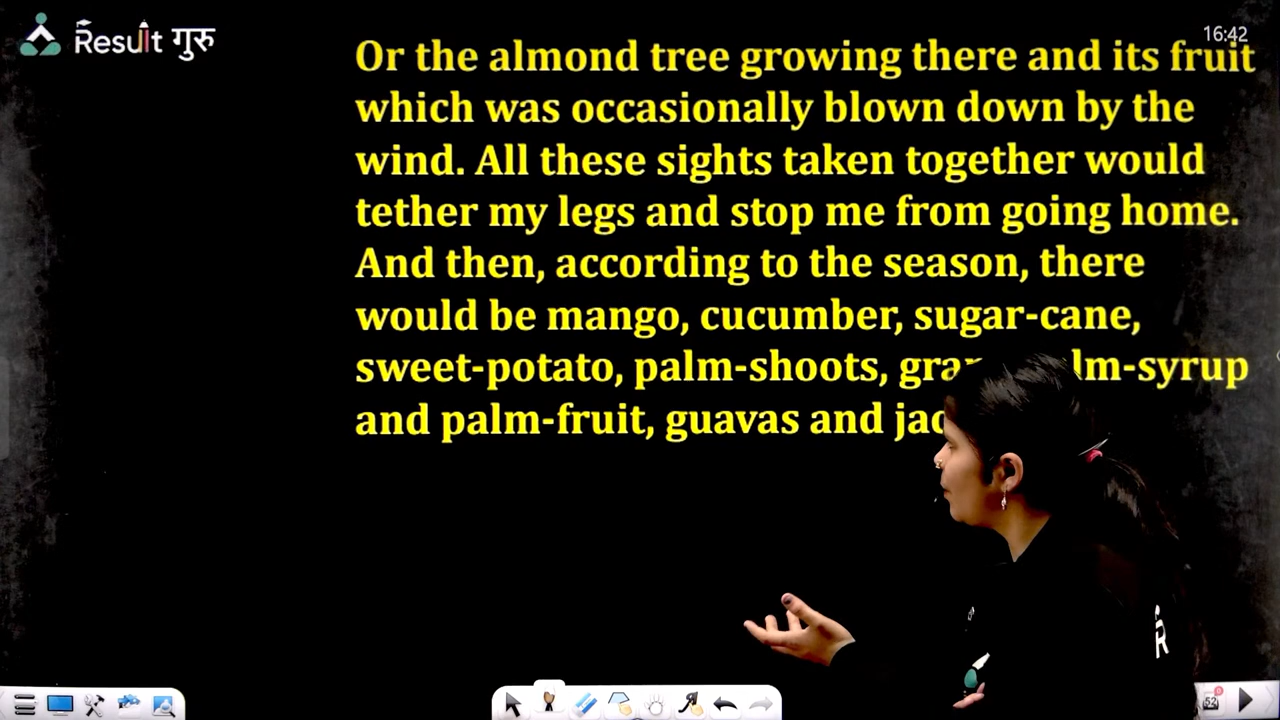 Result गुरु
16:42
Or the almond tree growing there and its fruit
which was occasionally blown down by the
wind. All these sights taken together would
tether my legs and stop me from going home.
And then, according to the season, there
would be mango, cucumber, sugar-cane,
sweet-potato, palm-shoots,
and palm-fruit, guavas and
52